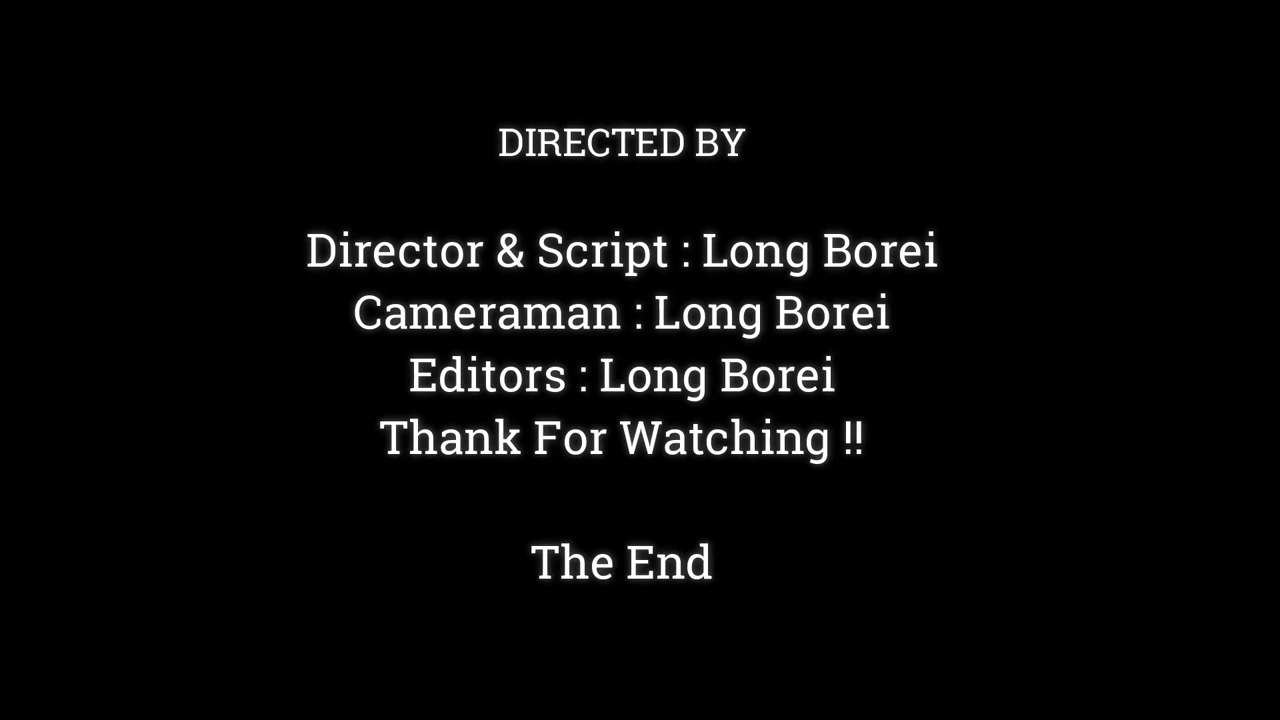 DIRECTED BY
Director & Script : Long Borei
Cameraman : Long Borei
Editors : Long Borei
Thank For Watching !!
The End